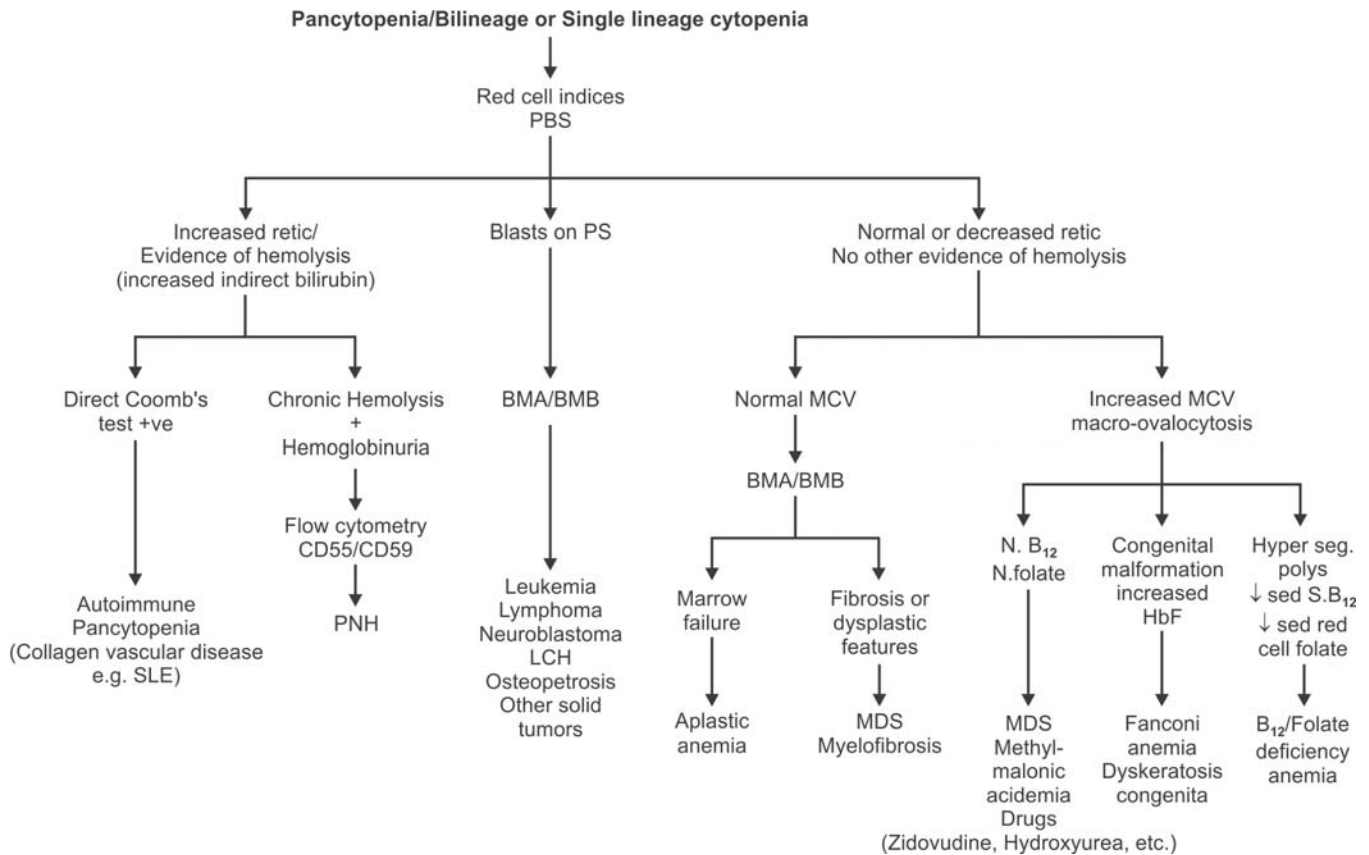 Pancytopenia/Bilineage or Single lineage cytopenia
Red cell indices
PBS
Increased retic/
Evidence of hemolysis
(increased indirect bilirubin)
Blasts on PS
Normal or decreased retic
No other evidence of hemolysis
Direct Coomb's
test +ve
Chronic Hemolysis
+
Hemoglobinuria
BMA/BMB
Normal MCV
Increased MCV
macro-ovalocytosis
BMA/BMB
Flow cytometry
CD55/CD59
N. B₁₂
N.folate
Congenital
malformation
increased
HbF
Hyper seg.
polys
↓ sed S.B₁₂
↓ sed red
cell folate
Autoimmune
Pancytopenia
(Collagen vascular disease
e.g. SLE)
PNH
Leukemia
Lymphoma
Neuroblastoma
LCH
Osteopetrosis
Other solid
tumors
Marrow
failure
Fibrosis or
dysplastic
features
Aplastic
anemia
MDS
Myelofibrosis
MDS
Methyl-
malonic
acidemia
Drugs
(Zidovudine, Hydroxyurea, etc.)
Fanconi
anemia
Dyskeratosis
congenita
B₁₂/Folate
deficiency
anemia